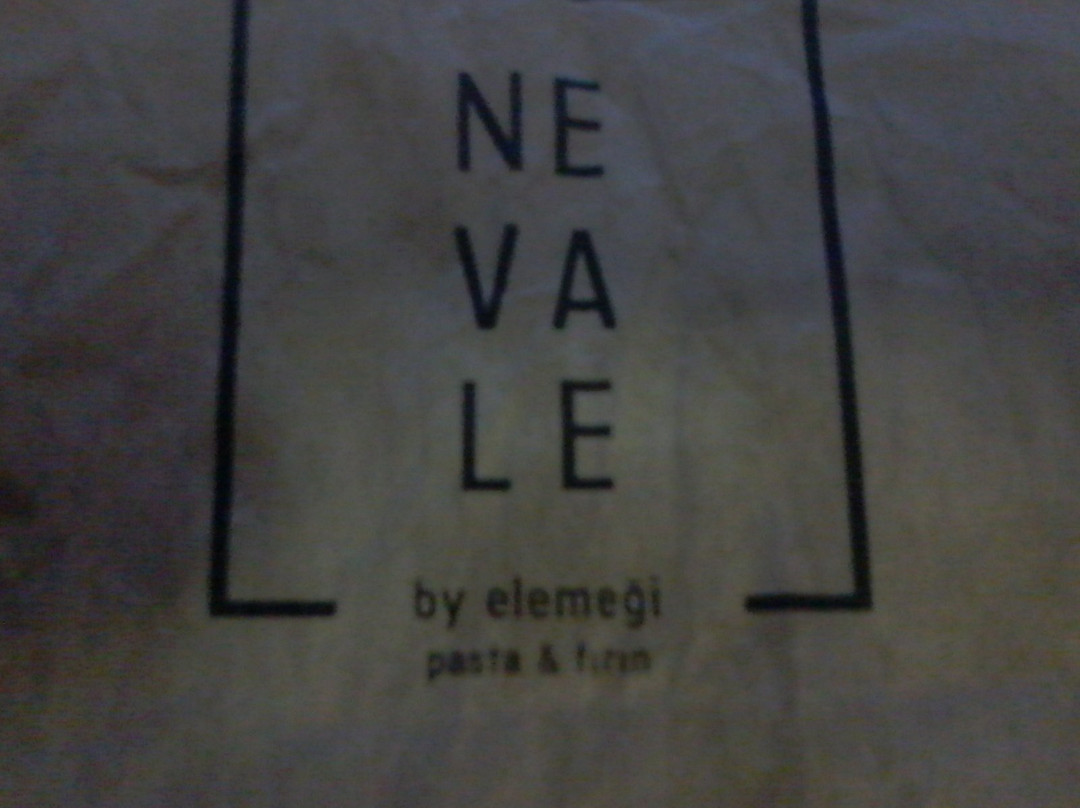 NE
VA
LE
by elemeği
pasta & fırın